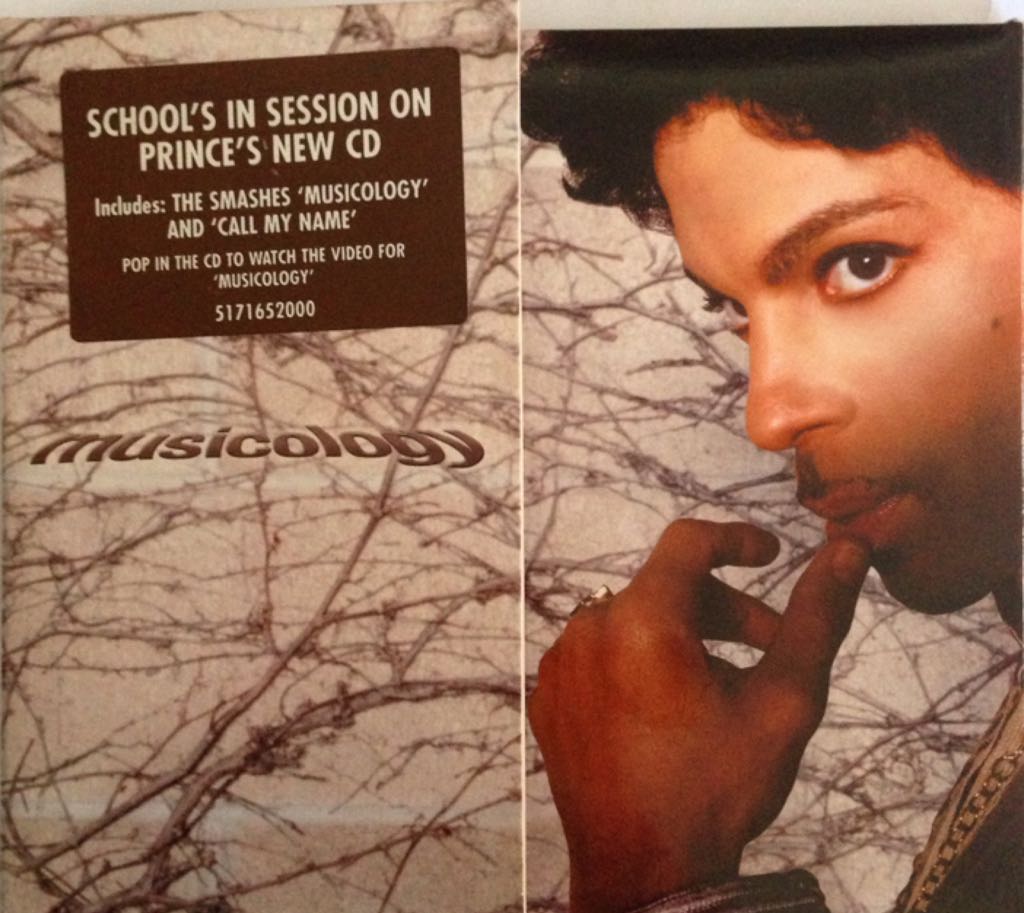 SCHOOL'S IN SESSION ON
PRINCE'S NEW CD
Includes: THE SMASHES 'MUSICOLOGY'
AND 'CALL MY NAME'
POP IN THE CD TO WATCH THE VIDEO FOR
'MUSICOLOGY'
5171652000
musicology